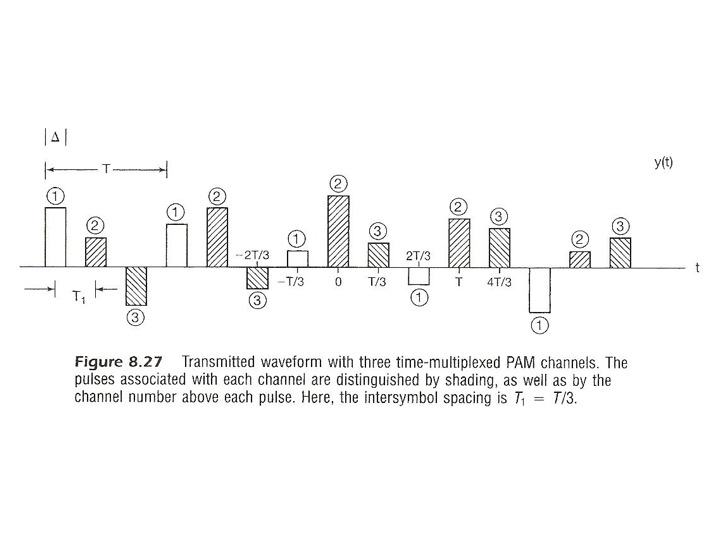 |Δ|
T
y(t)
① ② ③ ① ② ③ ① ② ③ ① ② ③ ① ② ③
−2T/3 2T/3
T₁ −T/3 0 T/3 T 4T/3 t
Figure 8.27 Transmitted waveform with three time-multiplexed PAM channels. The
pulses associated with each channel are distinguished by shading, as well as by the
channel number above each pulse. Here, the intersymbol spacing is T₁ = T/3.